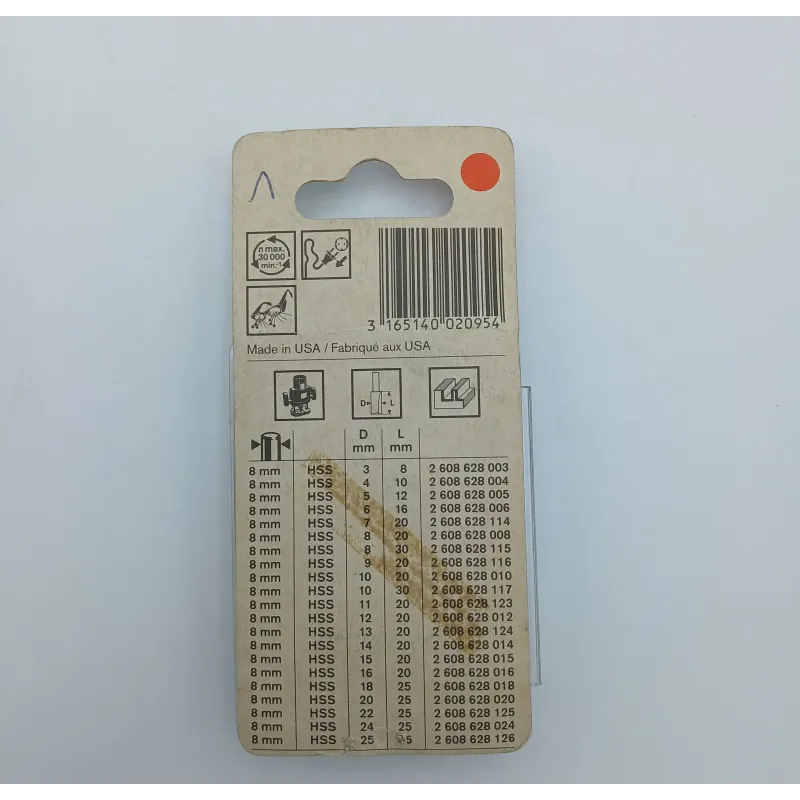 n max.
30 000
min.-1
3 165140 020954
Made in USA / Fabriqué aux USA
D L
D L
mm mm
8 mm HSS 3 8 2 608 628 003
8 mm HSS 4 10 2 608 628 004
8 mm HSS 5 12 2 608 628 005
8 mm HSS 6 16 2 608 628 006
8 mm HSS 7 20 2 608 628 114
8 mm HSS 8 20 2 608 628 008
8 mm HSS 8 30 2 608 628 115
8 mm HSS 9 20 2 608 628 116
8 mm HSS 10 20 2 608 628 010
8 mm HSS 10 30 2 608 628 117
8 mm HSS 11 20 2 608 628 123
8 mm HSS 12 20 2 608 628 012
8 mm HSS 13 20 2 608 628 124
8 mm HSS 14 20 2 608 628 014
8 mm HSS 15 20 2 608 628 015
8 mm HSS 16 20 2 608 628 016
8 mm HSS 18 25 2 608 628 018
8 mm HSS 20 25 2 608 628 020
8 mm HSS 22 25 2 608 628 125
8 mm HSS 24 25 2 608 628 024
8 mm HSS 25 2 608 628 126